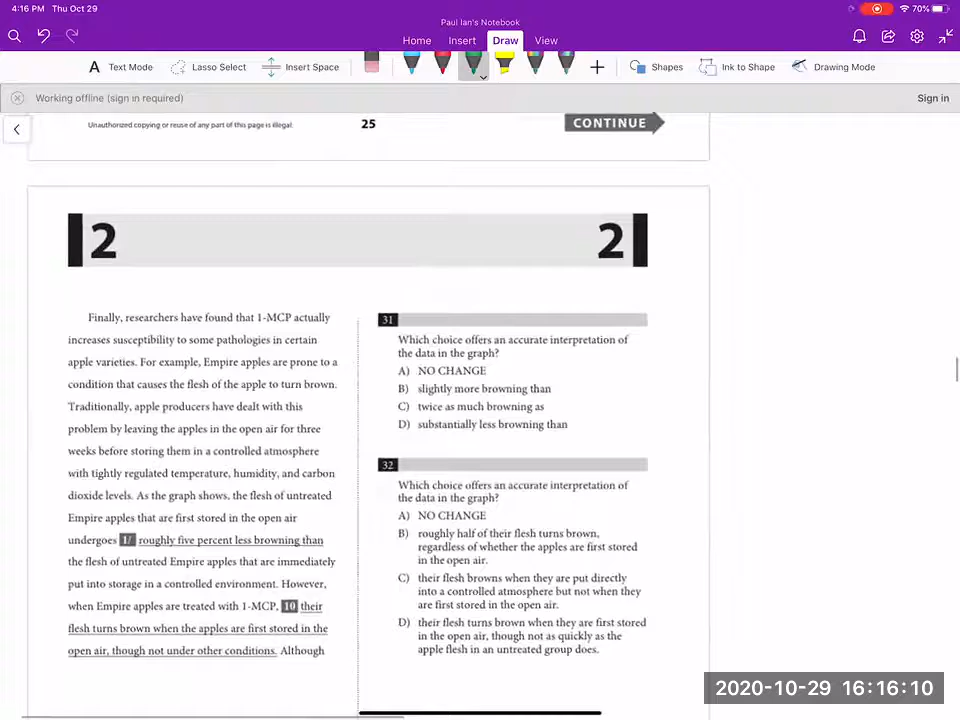 4:16 PM Thu Oct 29
70%
Paul Ian's Notebook
Home Insert Draw View
Text Mode Lasso Select Insert Space Shapes Ink to Shape Drawing Mode
Working offline (sign in required) Sign in
Unauthorized copying or reuse of any part of this page is illegal. 25 CONTINUE
2 2
Finally, researchers have found that 1-MCP actually
increases susceptibility to some pathologies in certain
apple varieties. For example, Empire apples are prone to a
condition that causes the flesh of the apple to turn brown.
Traditionally, apple producers have dealt with this
problem by leaving the apples in the open air for three
weeks before storing them in a controlled atmosphere
with tightly regulated temperature, humidity, and carbon
dioxide levels. As the graph shows, the flesh of untreated
Empire apples that are first stored in the open air
undergoes 1/ roughly five percent less browning than
the flesh of untreated Empire apples that are immediately
put into storage in a controlled environment. However,
when Empire apples are treated with 1-MCP, 10 their
flesh turns brown when the apples are first stored in the
open air, though not under other conditions. Although
31
Which choice offers an accurate interpretation of
the data in the graph?
A) NO CHANGE
B) slightly more browning than
C) twice as much browning as
D) substantially less browning than
32
Which choice offers an accurate interpretation of
the data in the graph?
A) NO CHANGE
B) roughly half of their flesh turns brown,
regardless of whether the apples are first stored
in the open air.
C) their flesh browns when they are put directly
into a controlled atmosphere but not when they
are first stored in the open air.
D) their flesh turns brown when they are first stored
in the open air, though not as quickly as the
apple flesh in an untreated group does.
2020-10-29 16:16:10